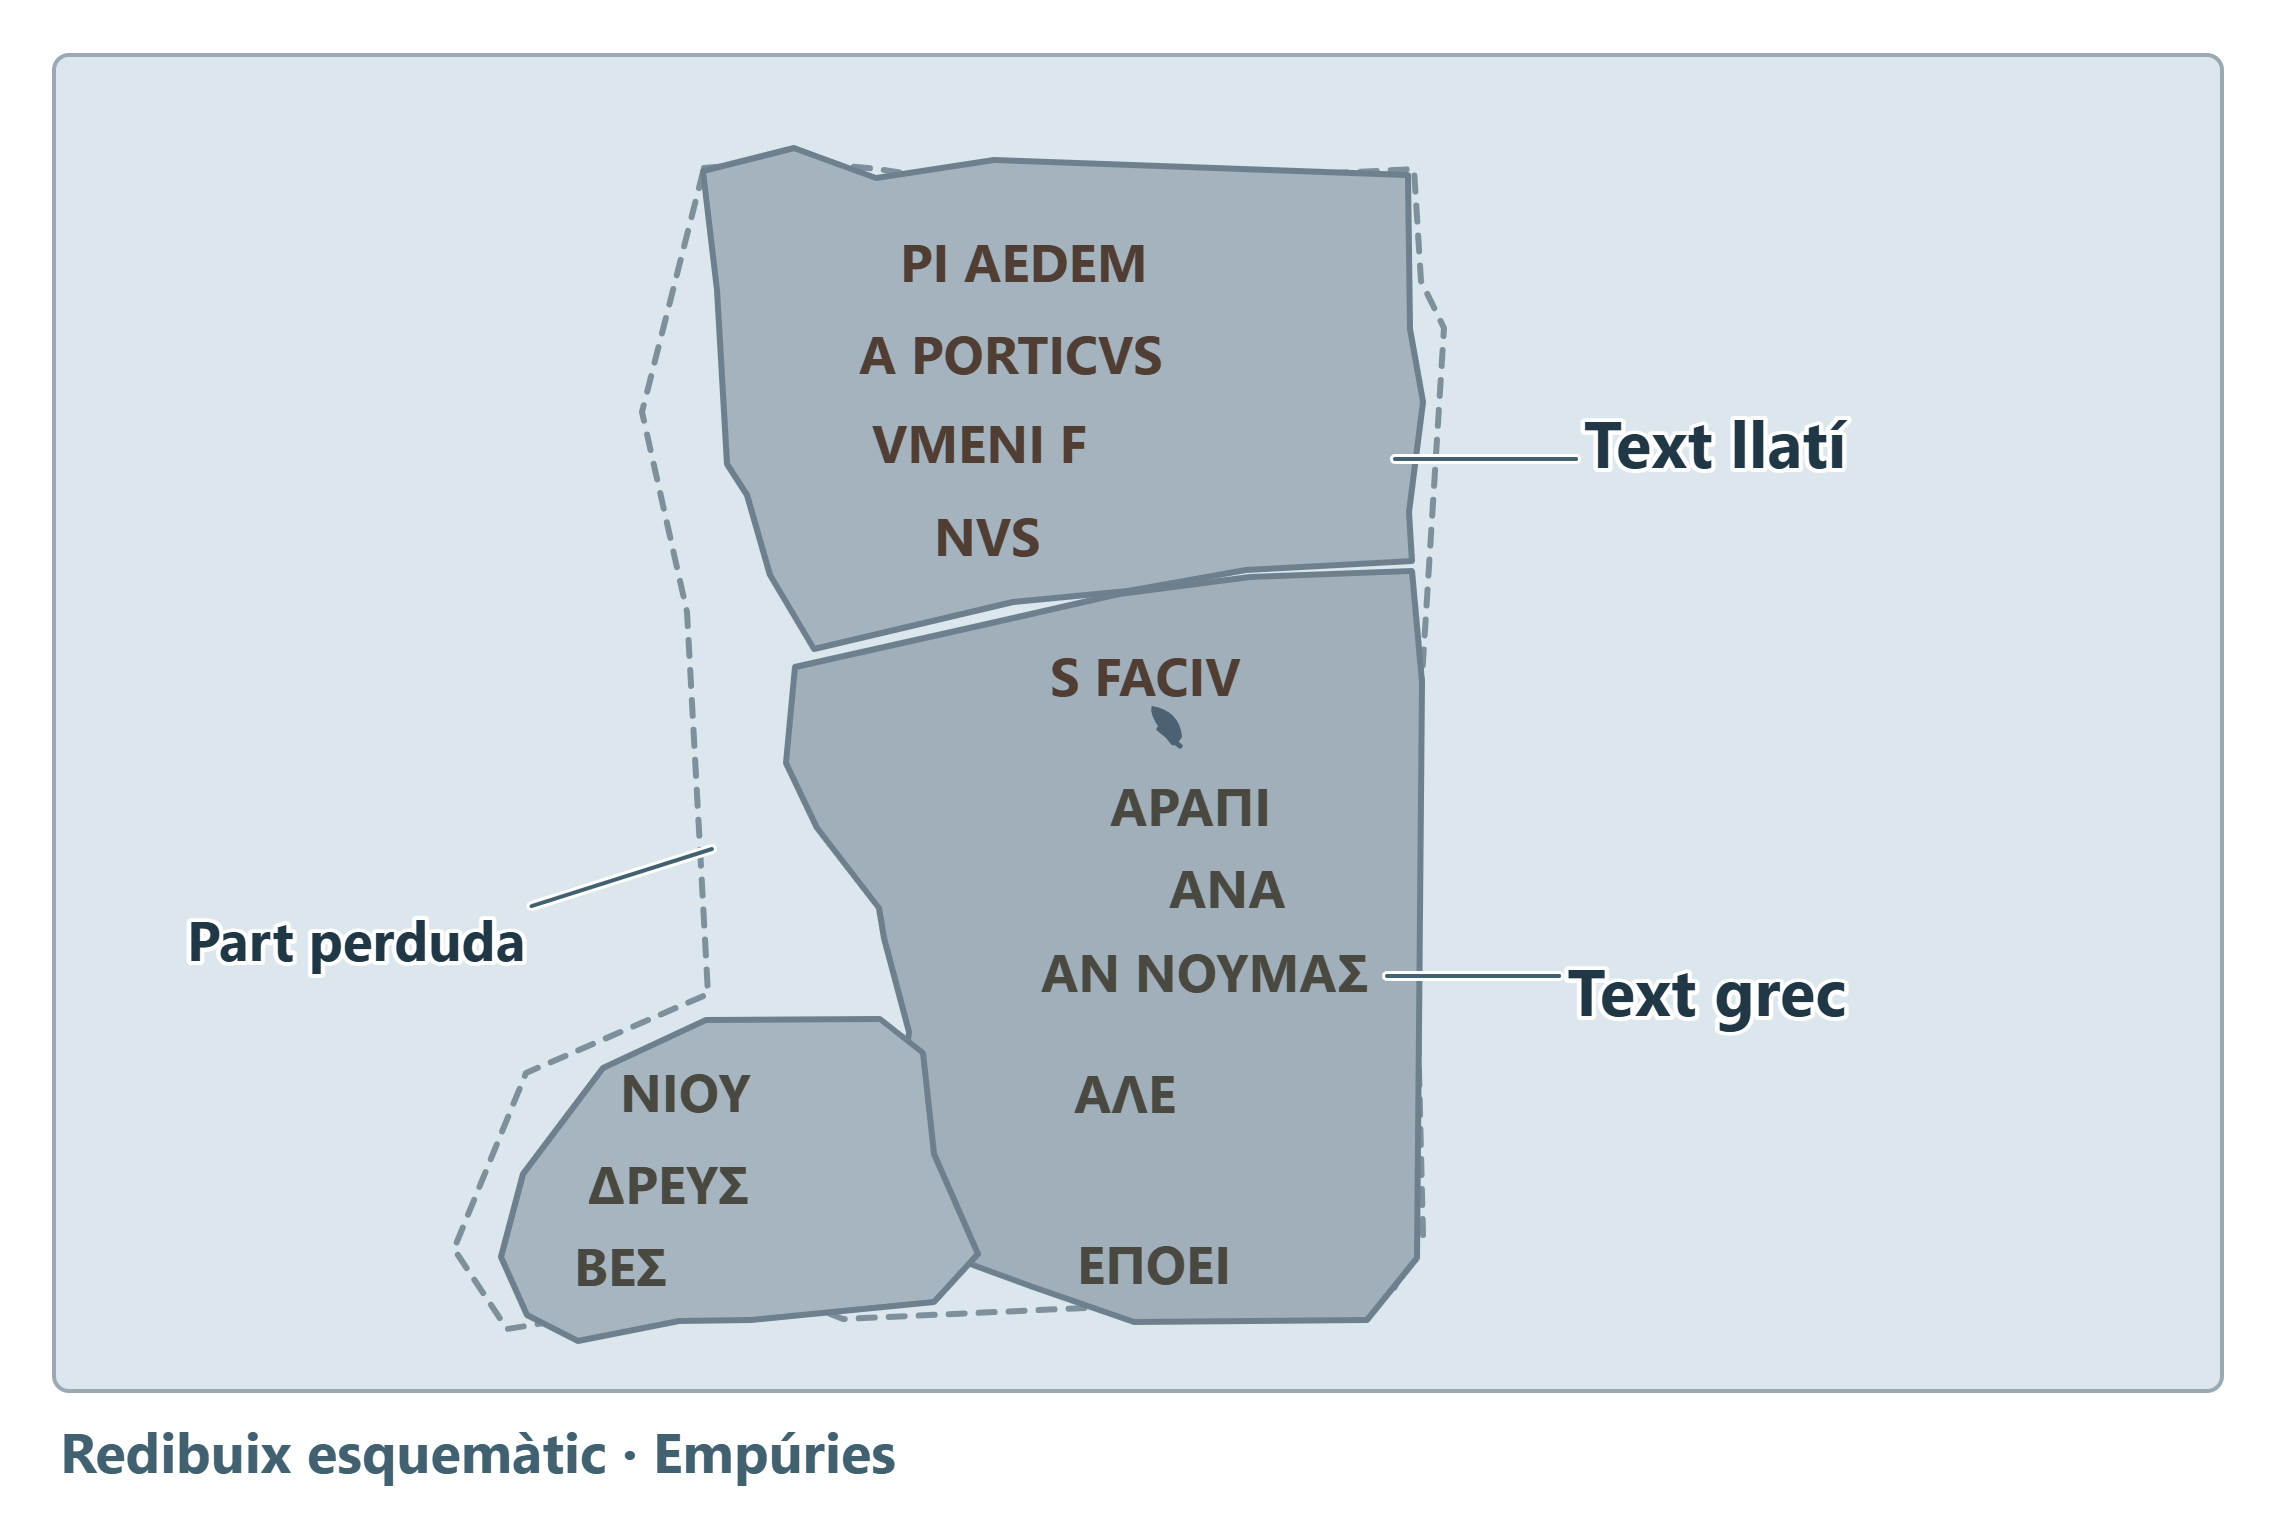 PI AEDEM
A PORTICVS
VMENI F
Text llatí
NVS
S FACIV
ΑΡΑΠΙ
ΑΝΑ
Part perduda
ΑΝ ΝΟΥΜΑΣ
Text grec
ΝΙΟΥ ΑΛΕ
ΔΡΕΥΣ
ΒΕΣ ΕΠΟΕΙ
Redibuix esquemàtic · Empúries